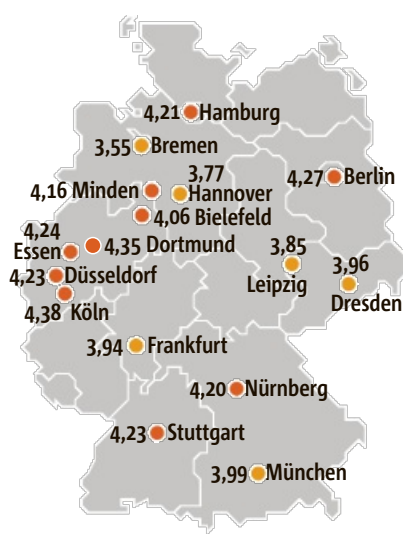 4,21 Hamburg
3,55 Bremen
3,77
Hannover
4,16 Minden
4,27 Berlin
4,06 Bielefeld
4,24
Essen
4,35 Dortmund
3,85
Leipzig
3,96
Dresden
4,23 Düsseldorf
4,38 Köln
3,94 Frankfurt
4,20 Nürnberg
4,23 Stuttgart
3,99 München